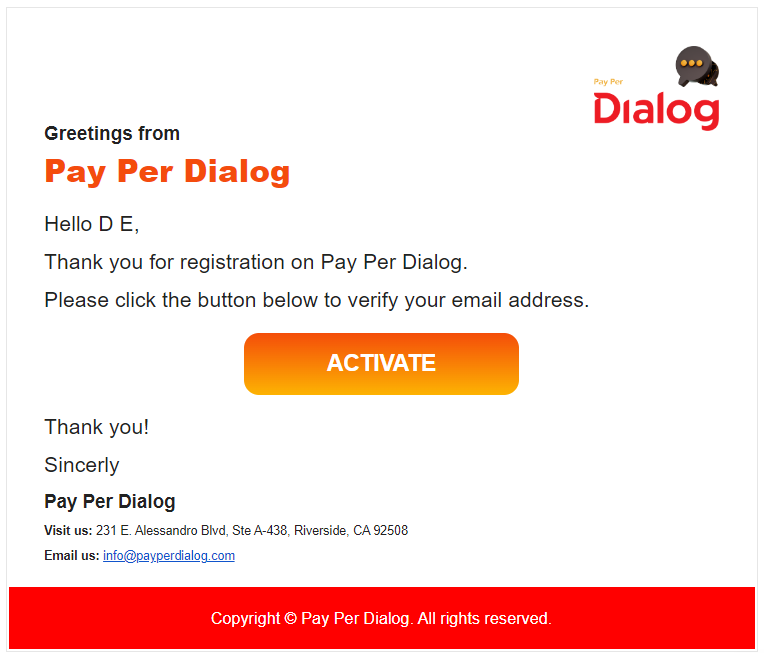 Pay Per
Dialog
Greetings from
Pay Per Dialog
Hello D E,
Thank you for registration on Pay Per Dialog.
Please click the button below to verify your email address.
ACTIVATE
Thank you!
Sincerly
Pay Per Dialog
Visit us: 231 E. Alessandro Blvd, Ste A-438, Riverside, CA 92508
Email us: info@payperdialog.com
Copyright © Pay Per Dialog. All rights reserved.